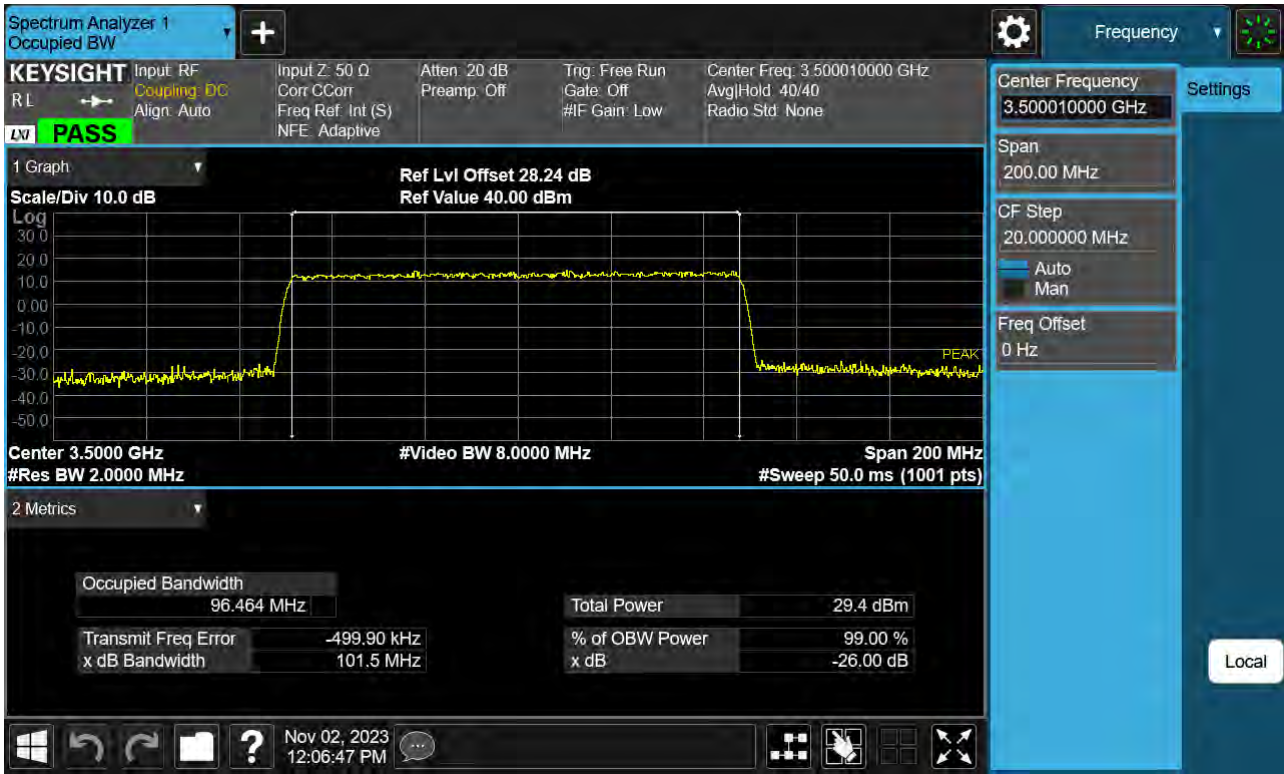 Spectrum Analyzer 1
Occupied BW
Frequency
KEYSIGHT
RL
LXI
PASS
Input: RF
Coupling: DC
Align: Auto
Input Z: 50 Ω
Corr CCorr
Freq Ref: Int (S)
NFE: Adaptive
Atten: 20 dB
Preamp: Off
Trig: Free Run
Gate: Off
#IF Gain: Low
Center Freq: 3.500010000 GHz
Avg|Hold: 40/40
Radio Std: None
Center Frequency
3.500010000 GHz
Settings
Span
200.00 MHz
CF Step
20.000000 MHz
Auto
Man
Freq Offset
0 Hz
Local
1 Graph
Scale/Div 10.0 dB
Ref Lvl Offset 28.24 dB
Ref Value 40.00 dBm
Log
30.0
20.0
10.0
0.00
-10.0
-20.0
-30.0
-40.0
-50.0
PEAK
Center 3.5000 GHz
#Video BW 8.0000 MHz
Span 200 MHz
#Res BW 2.0000 MHz
#Sweep 50.0 ms (1001 pts)
2 Metrics
Occupied Bandwidth
96.464 MHz
Total Power 29.4 dBm
Transmit Freq Error -499.90 kHz
% of OBW Power 99.00 %
x dB Bandwidth 101.5 MHz
x dB -26.00 dB
Nov 02, 2023
12:06:47 PM